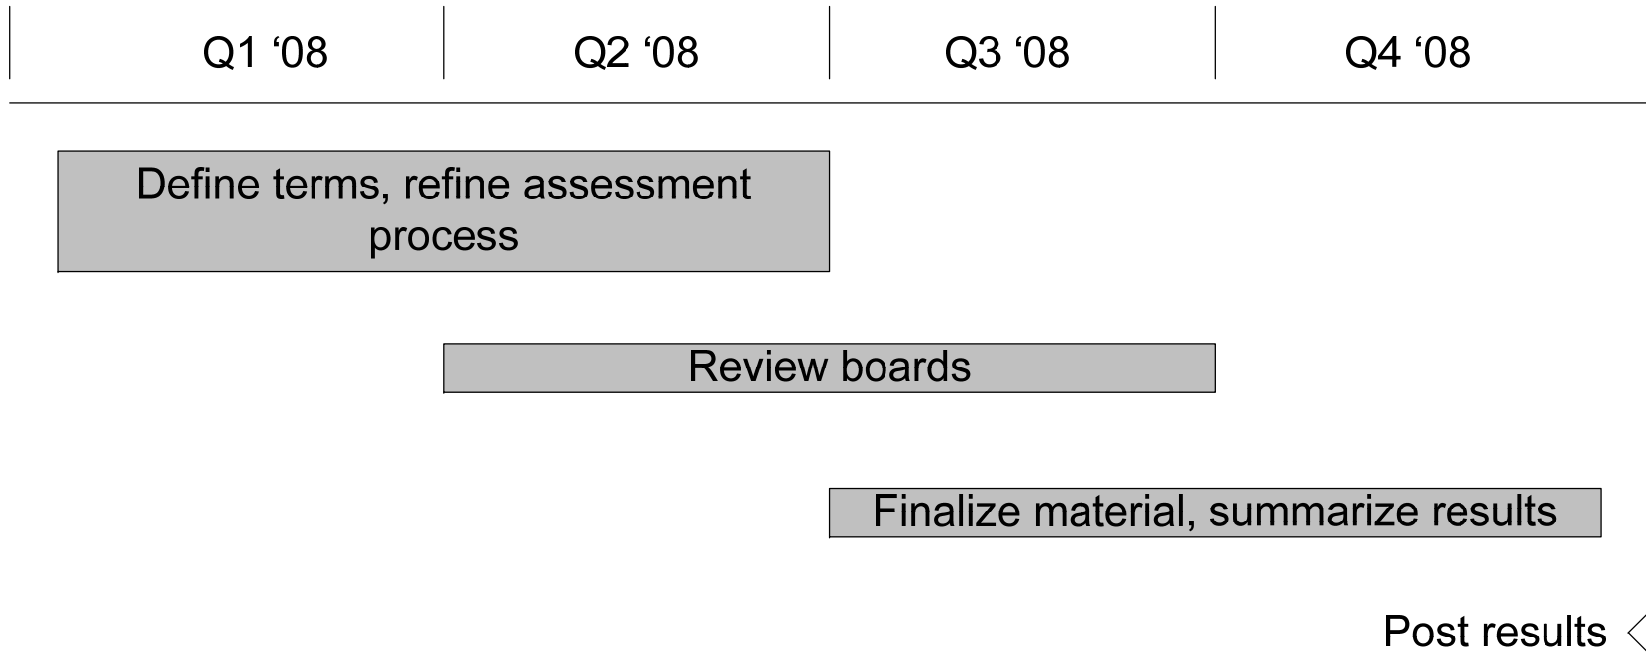 Q1 ‘08
Q2 ‘08
Q3 ‘08
Q4 ‘08
Define terms, refine assessment
process
Review boards
Finalize material, summarize results
Post results